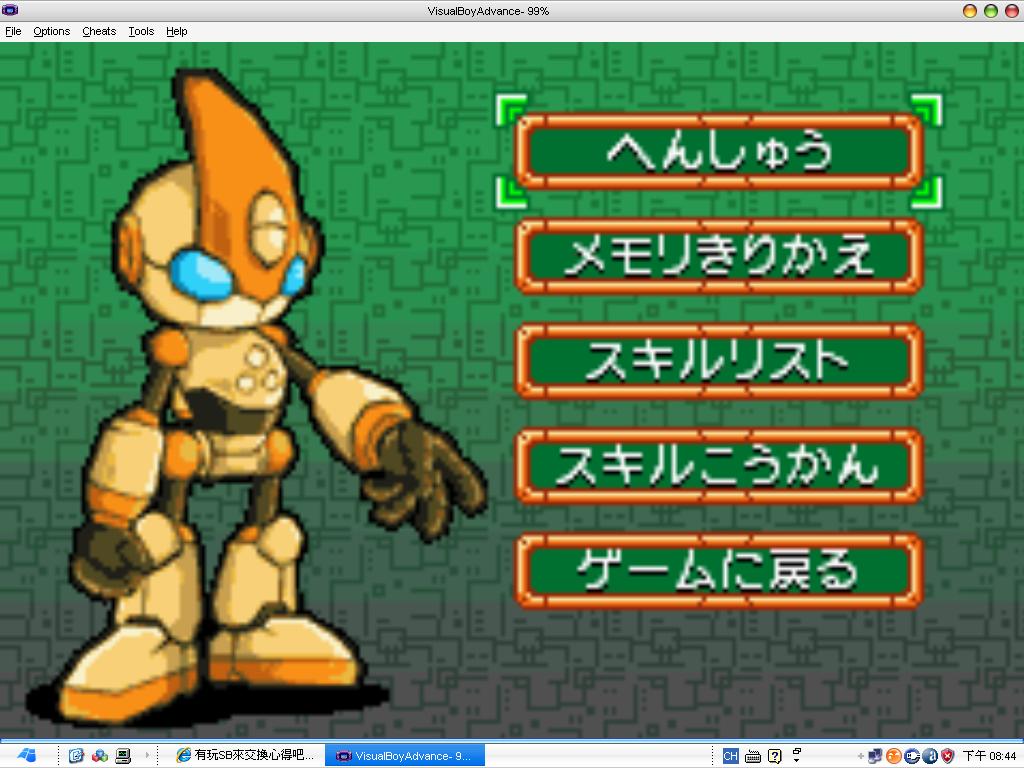 VisualBoyAdvance- 99%
File Options Cheats Tools Help
へんしゅう
メモリきりかえ
スキルリスト
スキルこうかん
ゲームに戻る
有玩SB來交換心得吧... VisualBoyAdvance- 9... CH 下午 08:44